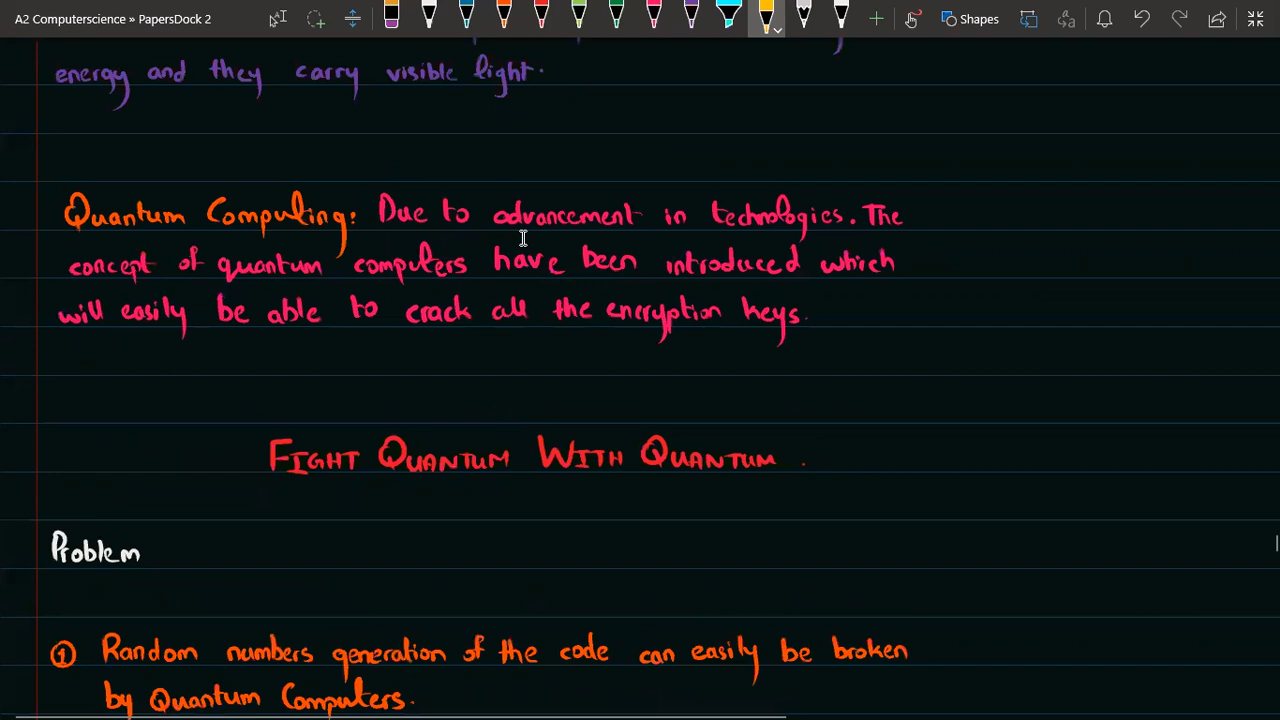 A2 Computerscience » PapersDock 2
Shapes
energy and they carry visible light.
Quantum Computing: Due to advancement in technologies. The
concept of quantum computers have been introduced which
will easily be able to crack all the encryption keys.
FIGHT QUANTUM WITH QUANTUM .
Problem
① Random numbers generation of the code can easily be broken
by Quantum Computers.